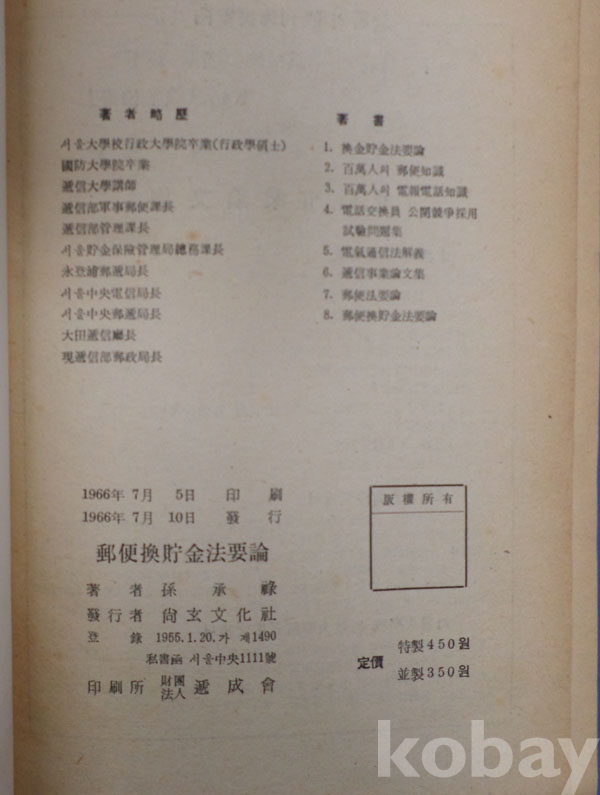 著者略歷
서울大學校行政大學院卒業(行政學碩士)
國防大學院卒業
遞信大學講師
遞信部軍事郵便課長
遞信部管理課長
서울貯金保險管理局總務課長
永登浦郵遞局長
서울中央電信局長
서울中央郵遞局長
大田遞信廳長
現遞信部郵政局長
著書
1. 換金貯金法要論
2. 百萬人의 郵便知識
3. 百萬人의 電報電話知識
4. 電話交換員 公開競爭採用
試驗問題集
5. 電氣通信法解義
6. 遞信事業論文集
7. 郵便法要論
8. 郵便換貯金法要論
1966年 7月 5日 印刷
1966年 7月 10日 發行
郵便換貯金法要論
著者 孫承祿
發行者 尙玄文化社
登錄 1955.1.20.가 제1490
私書函 서울中央1111號
印刷所 財團法人 遞成會
版權所有
定價
特製450원
並製350원
kobay